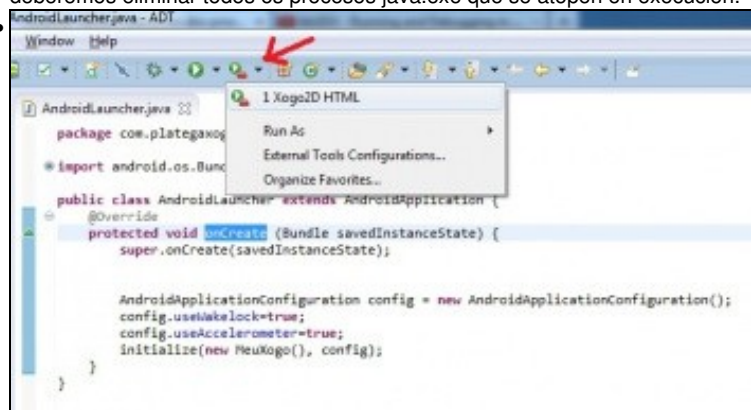 deberemos eliminar todos os procesos java.exe que se atopen en execución.
AndroidLauncher.java - ADT
Window Help
1 Xogo2D HTML
AndroidLauncher.java
Run As
package com.plategaxog
External Tools Configurations...
import android.os.Bund
Organize Favorites...
public class AndroidLauncher extends AndroidApplication {
@Override
protected void onCreate (Bundle savedInstanceState) {
super.onCreate(savedInstanceState);
AndroidApplicationConfiguration config = new AndroidApplicationConfiguration();
config.useWakelock=true;
config.useAccelerometer=true;
initialize(new MeuXogo(), config);
}
}